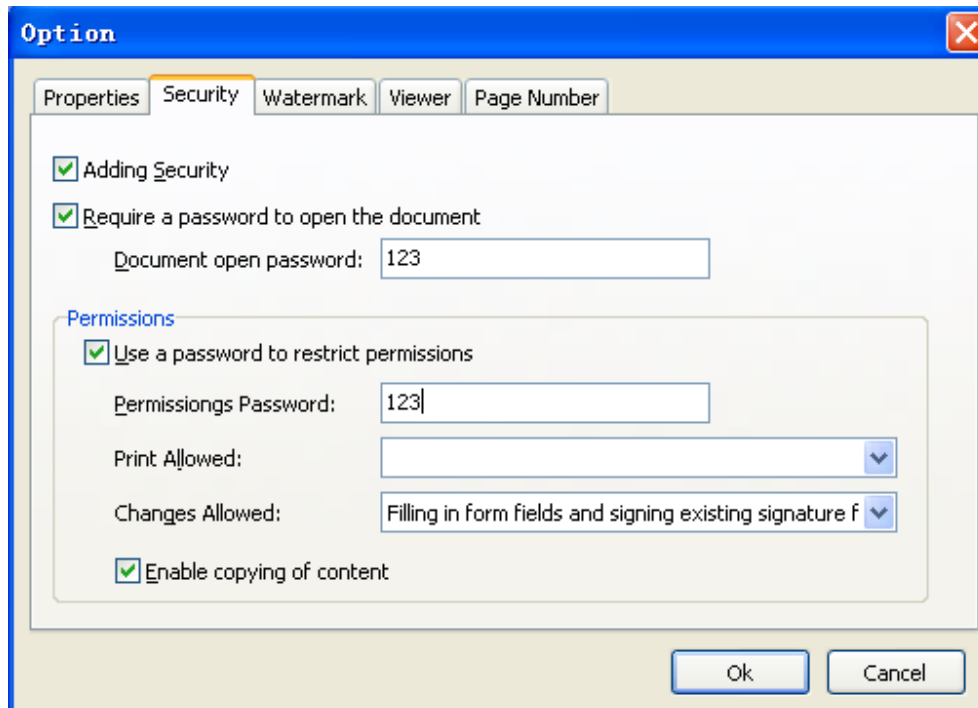 Option
Properties Security Watermark Viewer Page Number
Adding Security
Require a password to open the document
Document open password: 123
Permissions
Use a password to restrict permissions
Permissiongs Password: 123
Print Allowed:
Changes Allowed: Filling in form fields and signing existing signature f
Enable copying of content
Ok Cancel